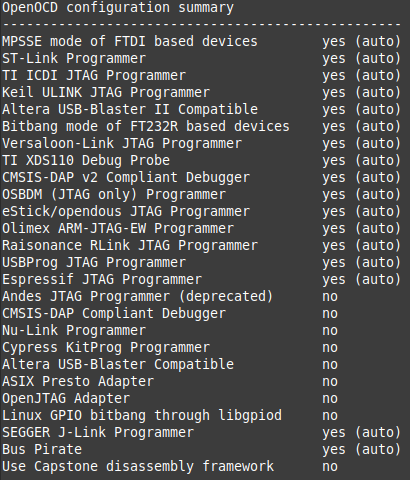 OpenOCD configuration summary
--------------------------------------------------
MPSSE mode of FTDI based devices        yes (auto)
ST-Link Programmer                      yes (auto)
TI ICDI JTAG Programmer                 yes (auto)
Keil ULINK JTAG Programmer              yes (auto)
Altera USB-Blaster II Compatible        yes (auto)
Bitbang mode of FT232R based devices    yes (auto)
Versaloon-Link JTAG Programmer          yes (auto)
TI XDS110 Debug Probe                   yes (auto)
CMSIS-DAP v2 Compliant Debugger         yes (auto)
OSBDM (JTAG only) Programmer            yes (auto)
eStick/opendous JTAG Programmer         yes (auto)
Olimex ARM-JTAG-EW Programmer           yes (auto)
Raisonance RLink JTAG Programmer        yes (auto)
USBProg JTAG Programmer                 yes (auto)
Espressif JTAG Programmer               yes (auto)
Andes JTAG Programmer (deprecated)      no
CMSIS-DAP Compliant Debugger            no
Nu-Link Programmer                      no
Cypress KitProg Programmer              no
Altera USB-Blaster Compatible           no
ASIX Presto Adapter                     no
OpenJTAG Adapter                        no
Linux GPIO bitbang through libgpiod     no
SEGGER J-Link Programmer                yes (auto)
Bus Pirate                              yes (auto)
Use Capstone disassembly framework      no